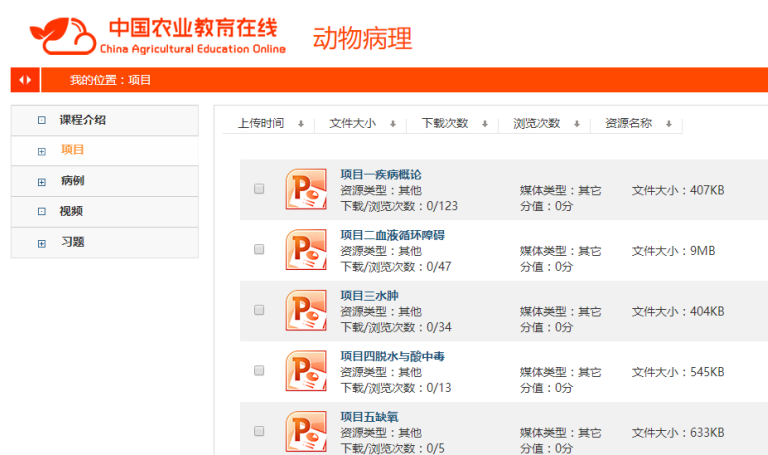 中国农业教育在线
China Agricultural Education Online
动物病理
我的位置：项目
课程介绍
项目
病例
视频
习题
上传时间 文件大小 下载次数 浏览次数 资源名称
项目一疾病概论
资源类型：其他 媒体类型：其它 文件大小：407KB
下载/浏览次数：0/123 分值：0分
项目二血液循环障碍
资源类型：其他 媒体类型：其它 文件大小：9MB
下载/浏览次数：0/47 分值：0分
项目三水肿
资源类型：其他 媒体类型：其它 文件大小：404KB
下载/浏览次数：0/34 分值：0分
项目四脱水与酸中毒
资源类型：其他 媒体类型：其它 文件大小：545KB
下载/浏览次数：0/13 分值：0分
项目五缺氧
资源类型：其他 媒体类型：其它 文件大小：633KB
下载/浏览次数：0/5 分值：0分